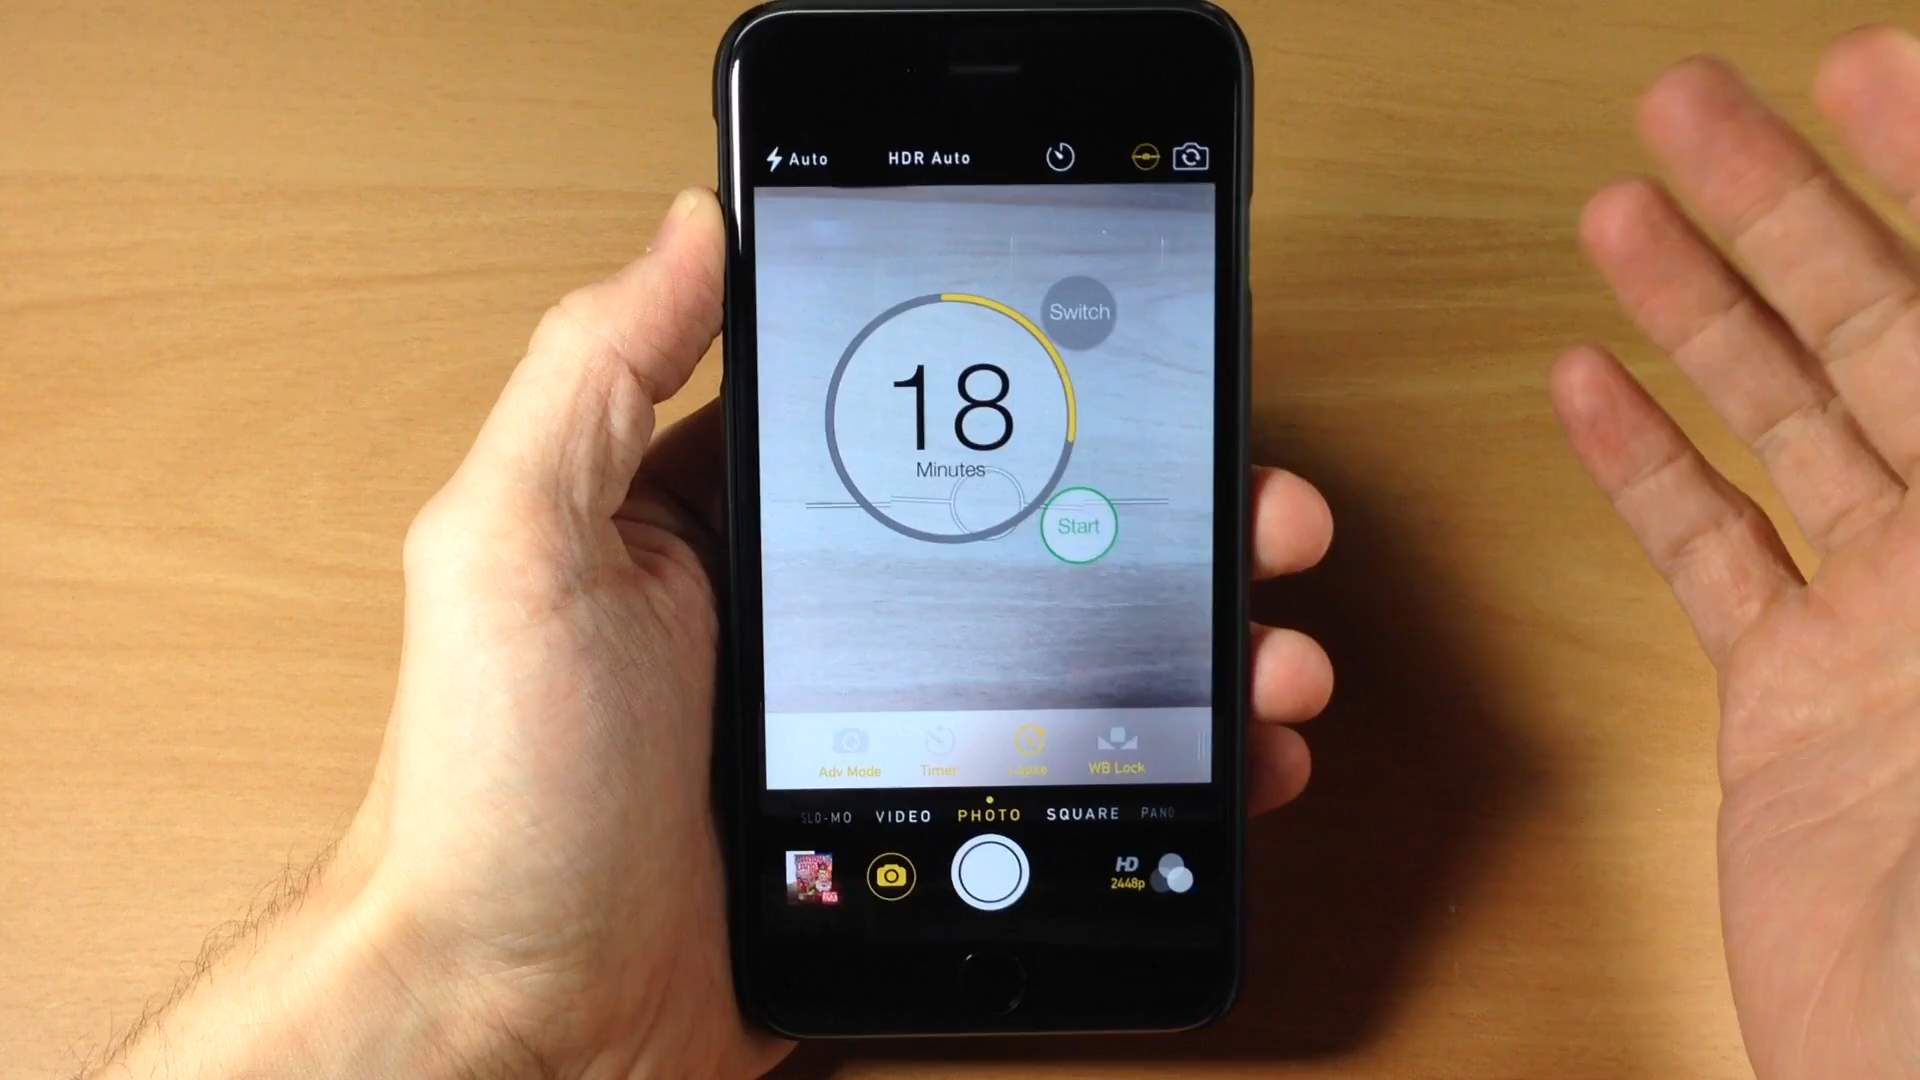 Auto HDR Auto
Switch
18
Minutes
Start
Adv Mode Timer Lapse WB Lock
SLO-MO VIDEO PHOTO SQUARE PANO
HD
2448p